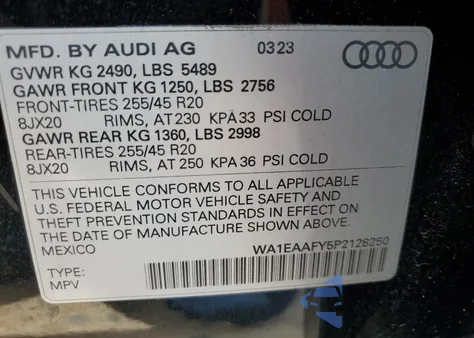 MFD. BY AUDI AG 03 23
GVWR KG 2490, LBS 5489
GAWR FRONT KG 1250, LBS 2756
FRONT-TIRES 255/45 R20
8JX20 RIMS, AT 230 KPA 33 PSI COLD
GAWR REAR KG 1360, LBS 2998
REAR-TIRES 255/45 R20
8JX20 RIMS, AT 250 KPA 36 PSI COLD
THIS VEHICLE CONFORMS TO ALL APPLICABLE
U.S. FEDERAL MOTOR VEHICLE SAFETY AND
THEFT PREVENTION STANDARDS IN EFFECT ON
THE DATE OF MANUFACTURE SHOWN ABOVE.
MEXICO WA1EAAFY5P2128250
TYPE:
MPV